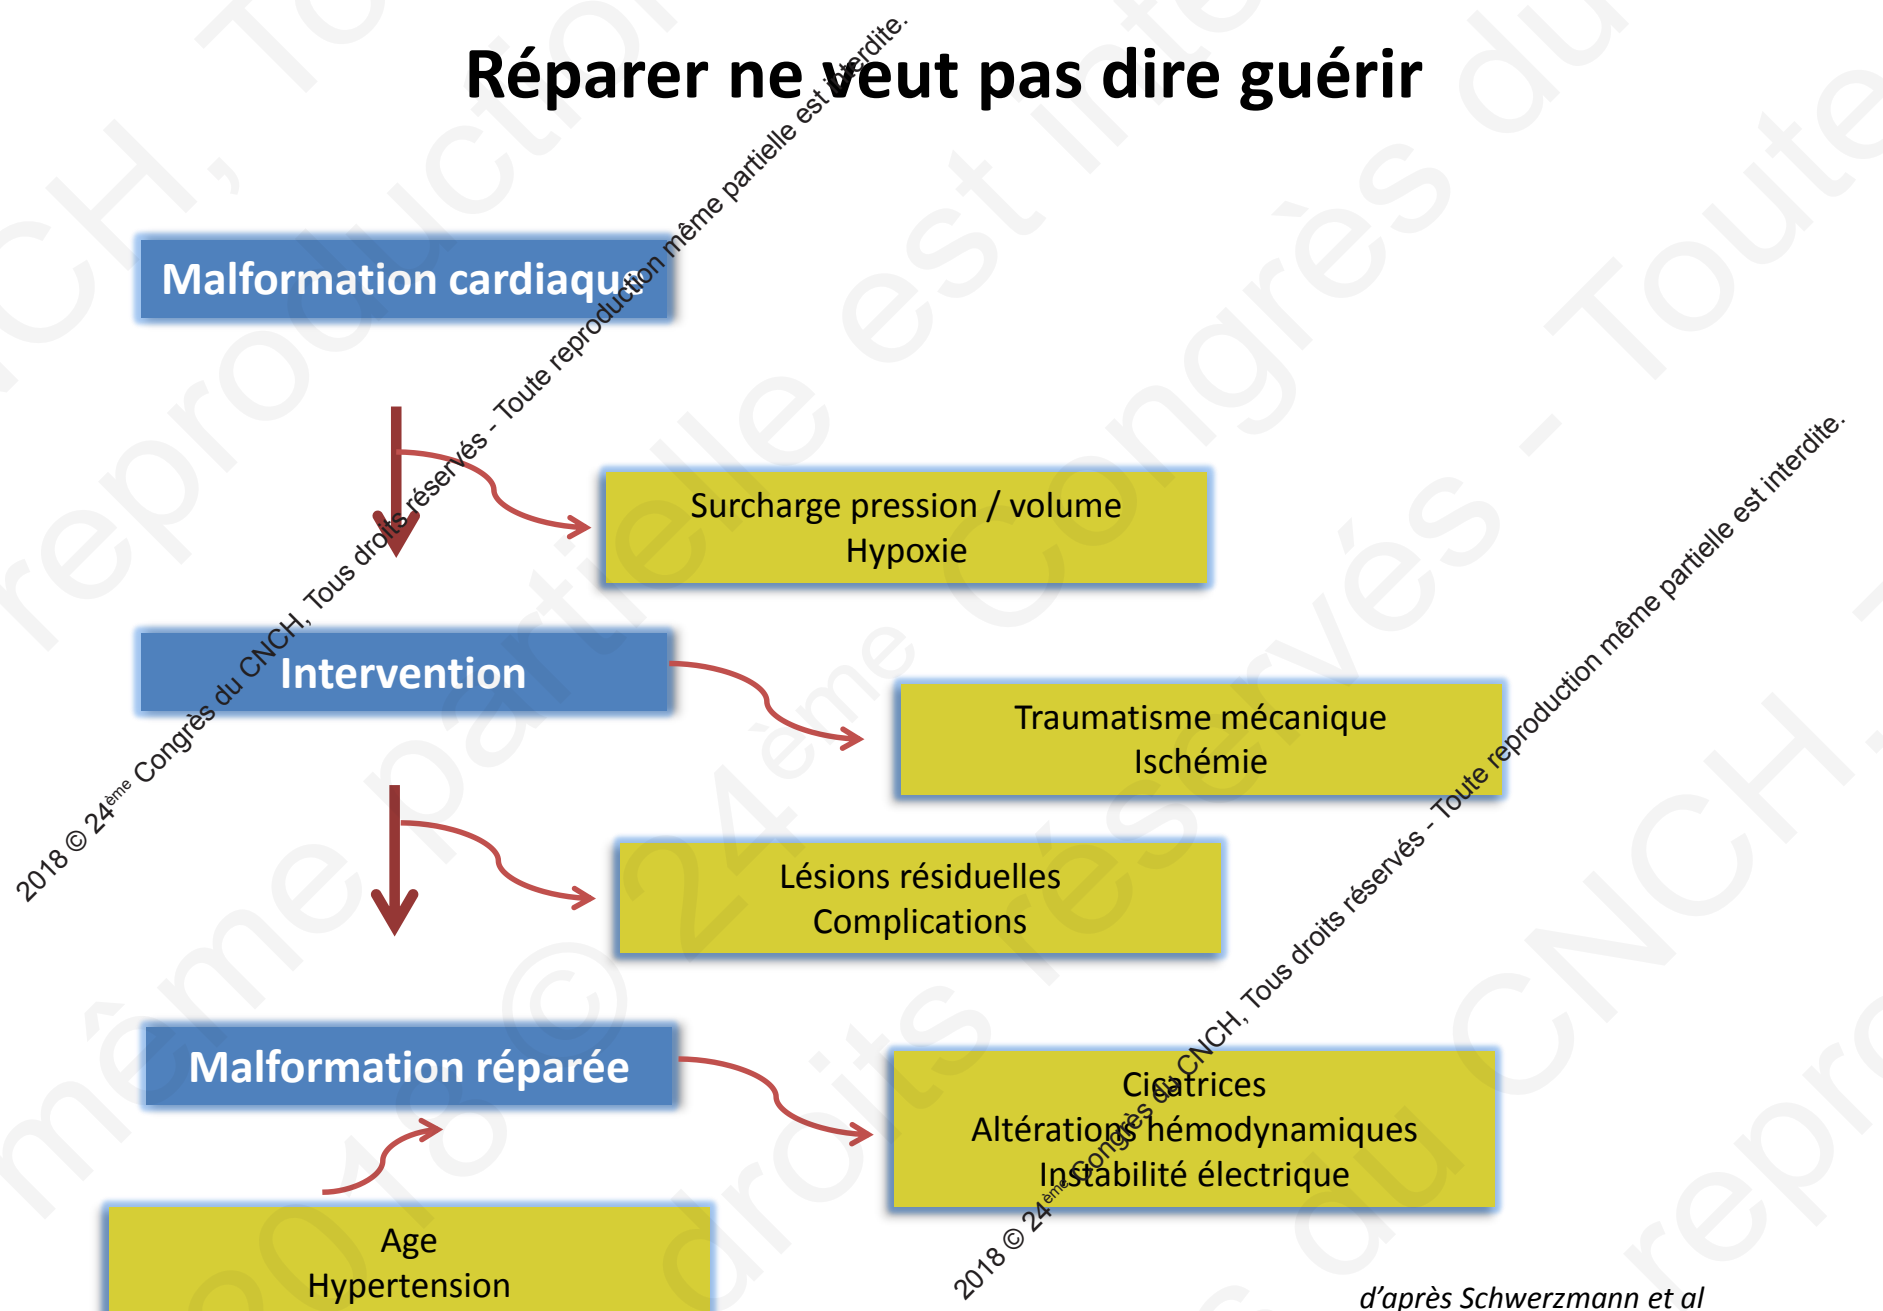 Réparer ne veut pas dire guérir
Malformation cardiaque
Surcharge pression / volume
Hypoxie
Intervention
Traumatisme mécanique
Ischémie
Lésions résiduelles
Complications
Malformation réparée
Cicatrices
Altérations hémodynamiques
Instabilité électrique
Age
Hypertension
d'après Schwerzmann et al
2018 © 24ème Congrès du CNCH, Tous droits réservés - Toute reproduction même partielle est interdite.
2018 © 24ème Congrès du CNCH, Tous droits réservés - Toute reproduction même partielle est interdite.